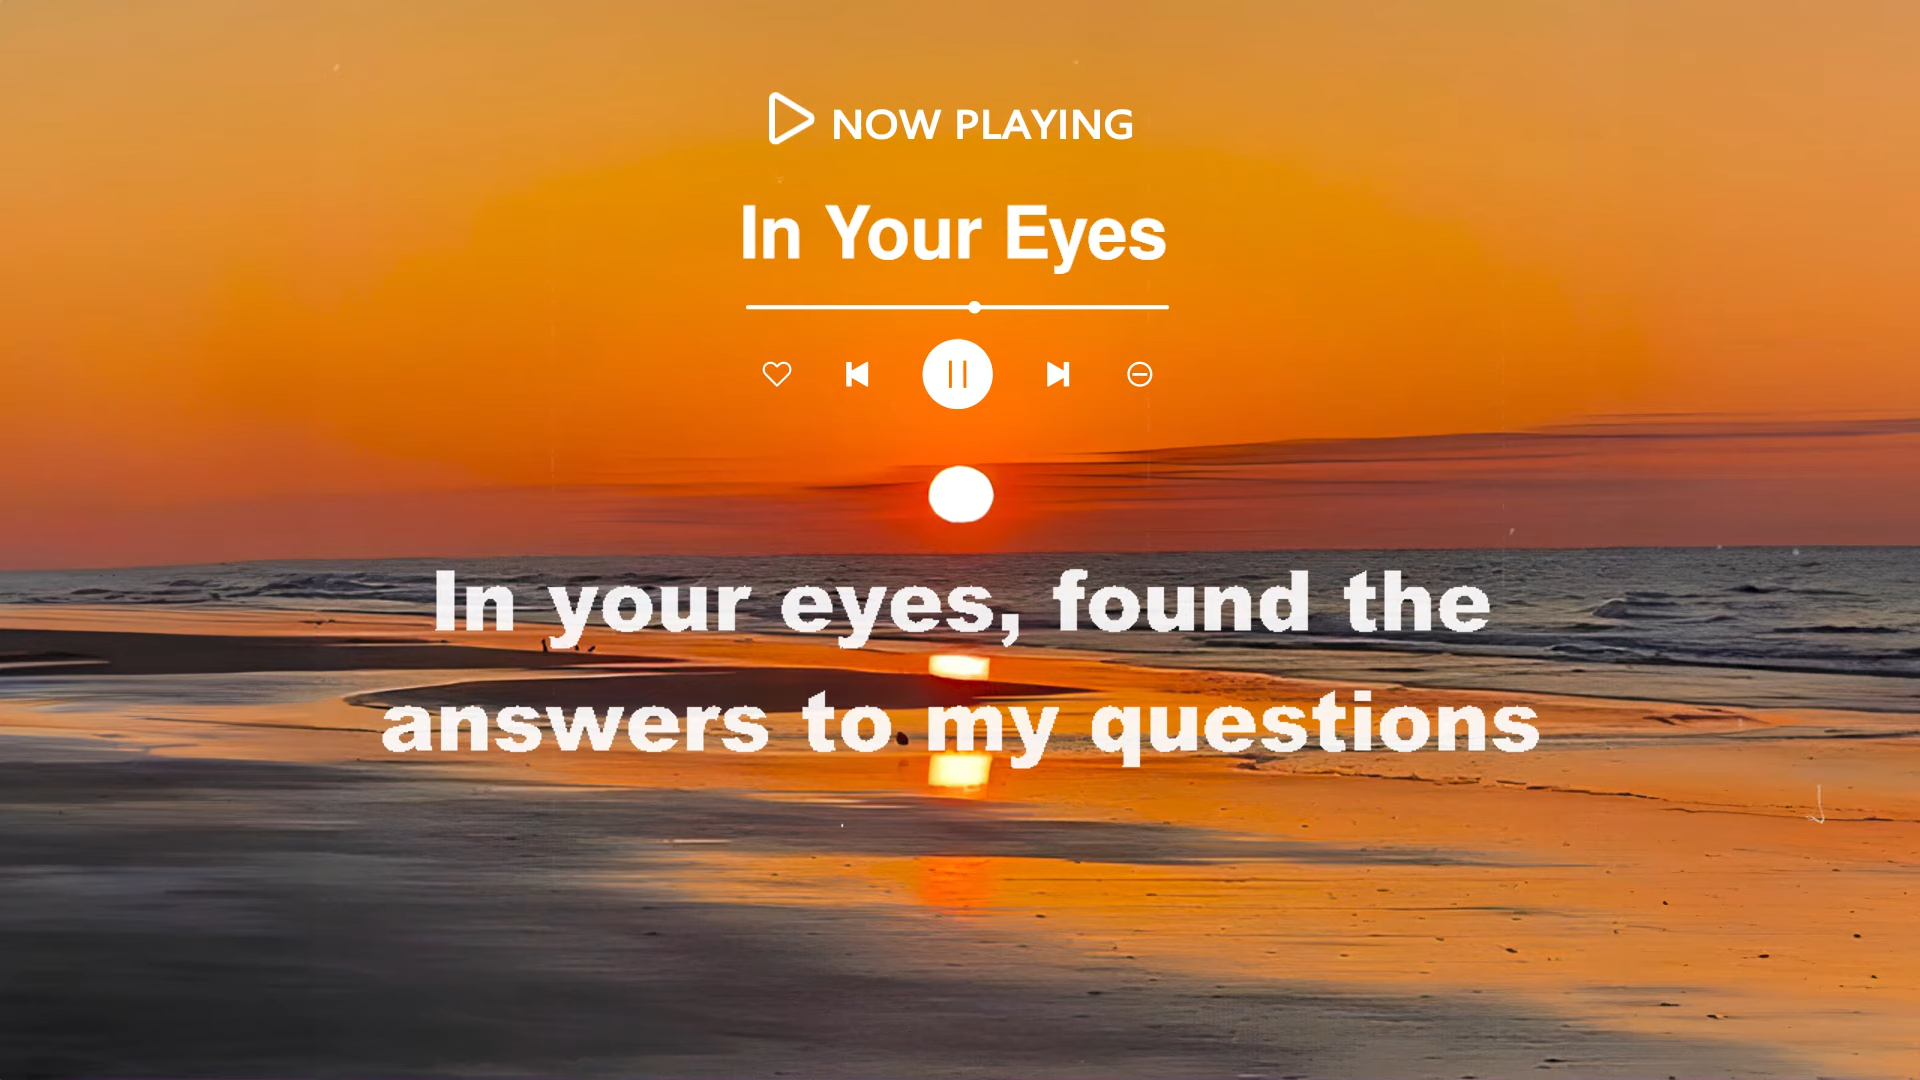 NOW PLAYING
In Your Eyes
In your eyes, found the
answers to my questions